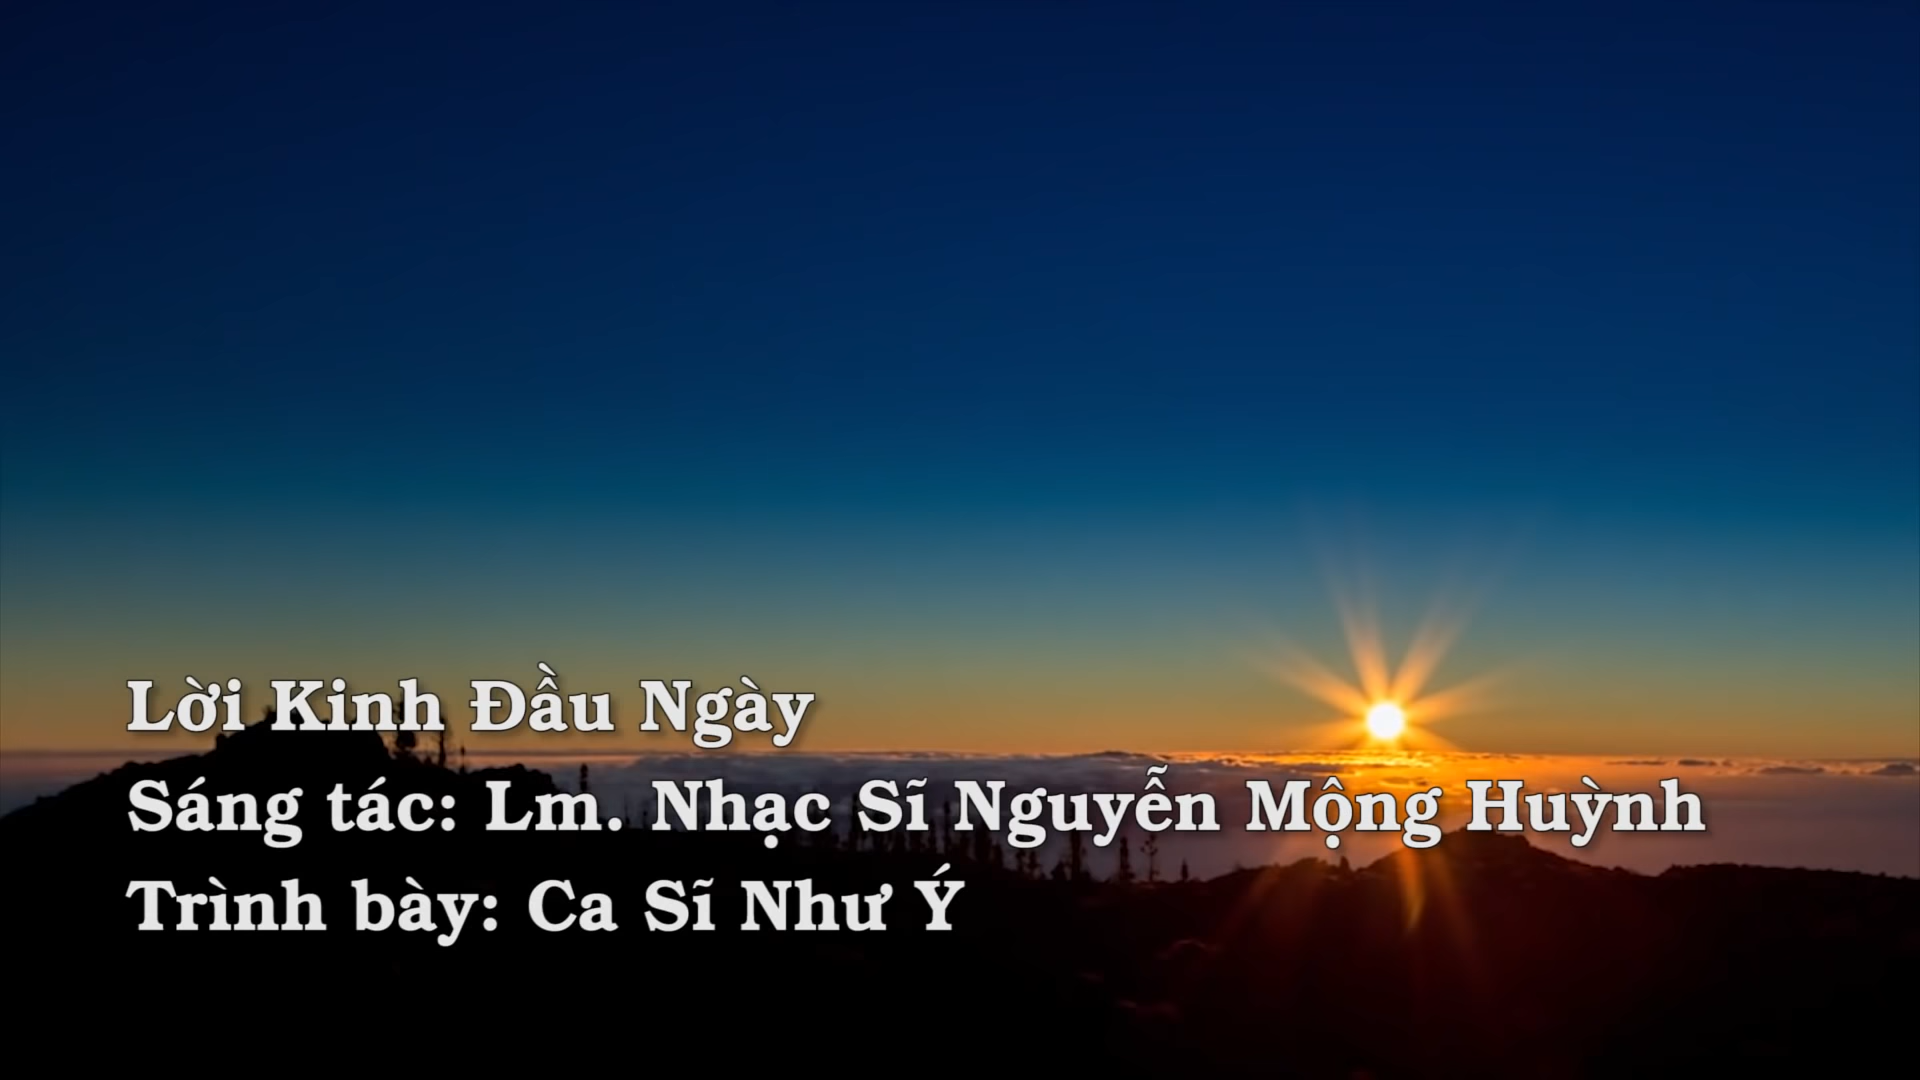 Lời Kinh Đầu Ngày
Sáng tác: Lm. Nhạc Sĩ Nguyễn Mộng Huỳnh
Trình bày: Ca Sĩ Như Ý